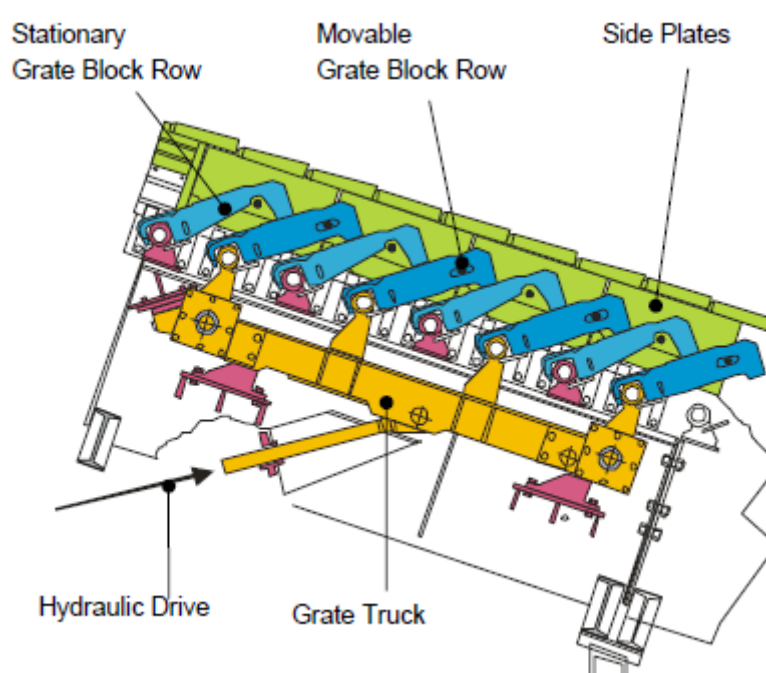 Stationary
Grate Block Row
Movable
Grate Block Row
Side Plates
Hydraulic Drive
Grate Truck